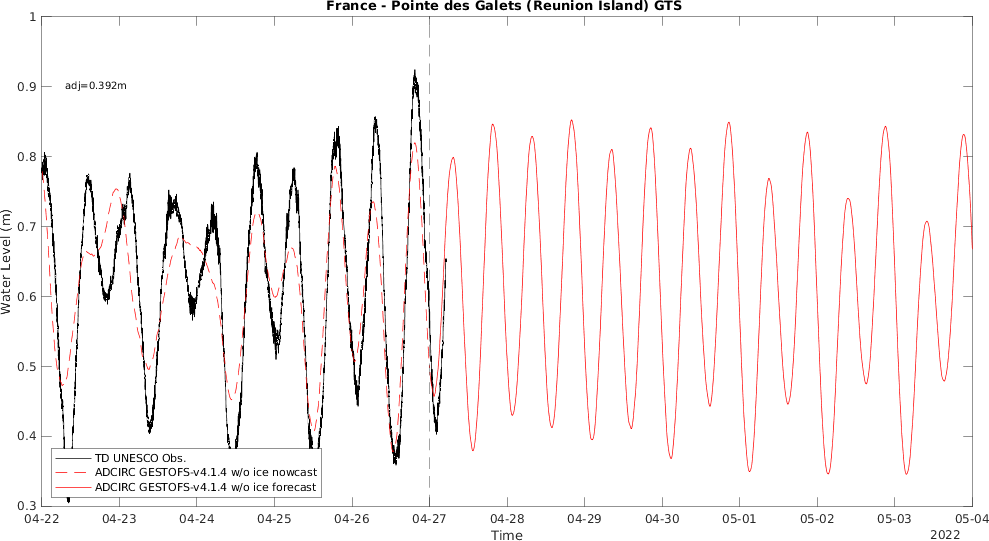 France - Pointe des Galets (Reunion Island) GTS
1
0.9
0.8
0.7
0.6
0.5
0.4
0.3
Water Level (m)
adj=0.392m
TD UNESCO Obs.
ADCIRC GESTOFS-v4.1.4 w/o ice nowcast
ADCIRC GESTOFS-v4.1.4 w/o ice forecast
04-22 04-23 04-24 04-25 04-26 04-27 04-28 04-29 04-30 05-01 05-02 05-03 05-04
Time
2022